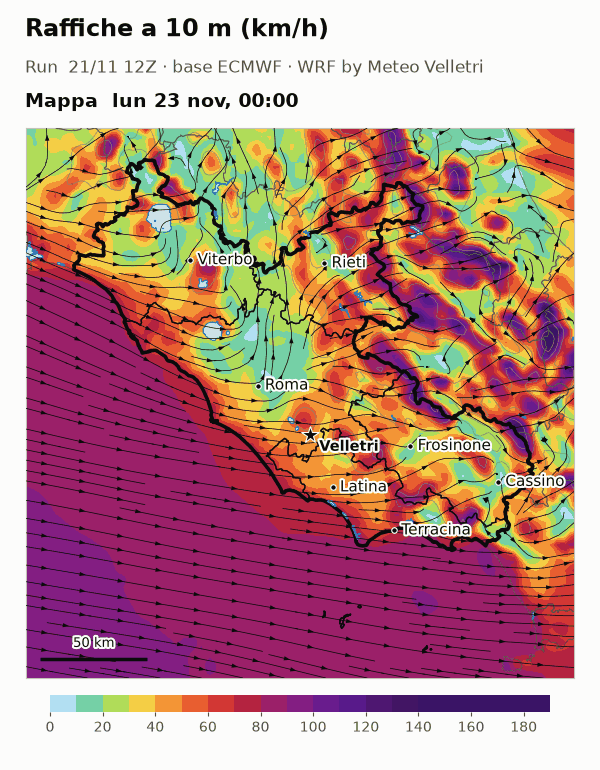 Raffiche a 10 m (km/h)
Run 21/11 12Z · base ECMWF · WRF by Meteo Velletri
Mappa lun 23 nov, 00:00
Viterbo
Rieti
Roma
Velletri
Frosinone
Cassino
Latina
Terracina
50 km
0 20 40 60 80 100 120 140 160 180